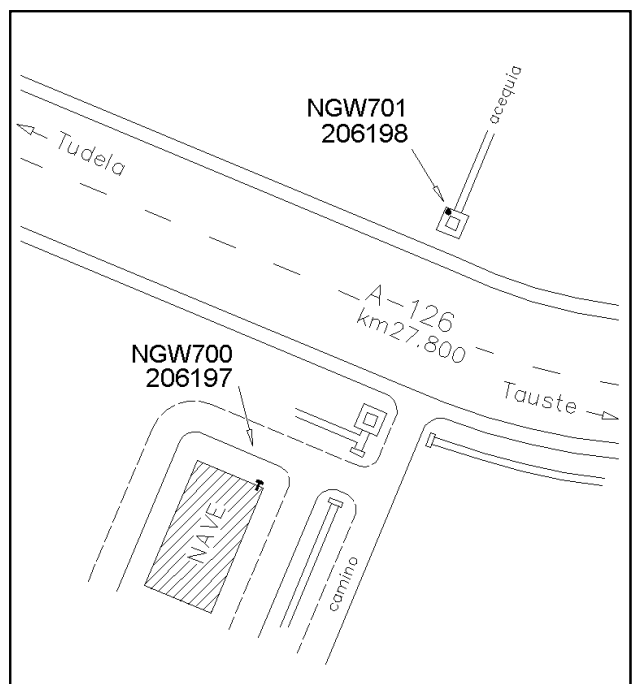 acequia
NGW701
206198
Tudela
A-126
km27.800
NGW700
206197
Tauste
NAVE
camino